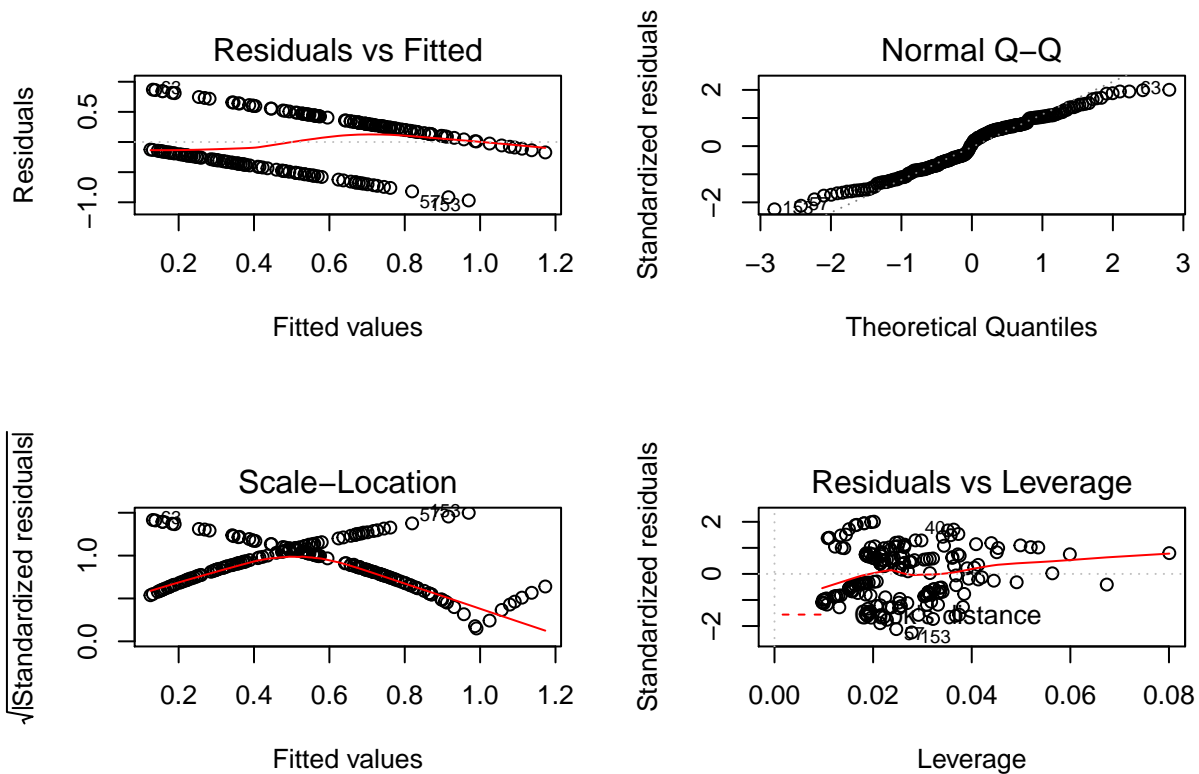 Residuals vs Fitted
Residuals
0.5
−1.0
63
57
153
0.2 0.4 0.6 0.8 1.0 1.2
Fitted values
Normal Q−Q
Standardized residuals
2
0
−2
63
153
57
−3 −2 −1 0 1 2 3
Theoretical Quantiles
Scale−Location
√|Standardized residuals|
1.0
0.0
63
57
153
0.2 0.4 0.6 0.8 1.0 1.2
Fitted values
Residuals vs Leverage
Standardized residuals
2
0
−2
40
distance
57
153
0.00 0.02 0.04 0.06 0.08
Leverage